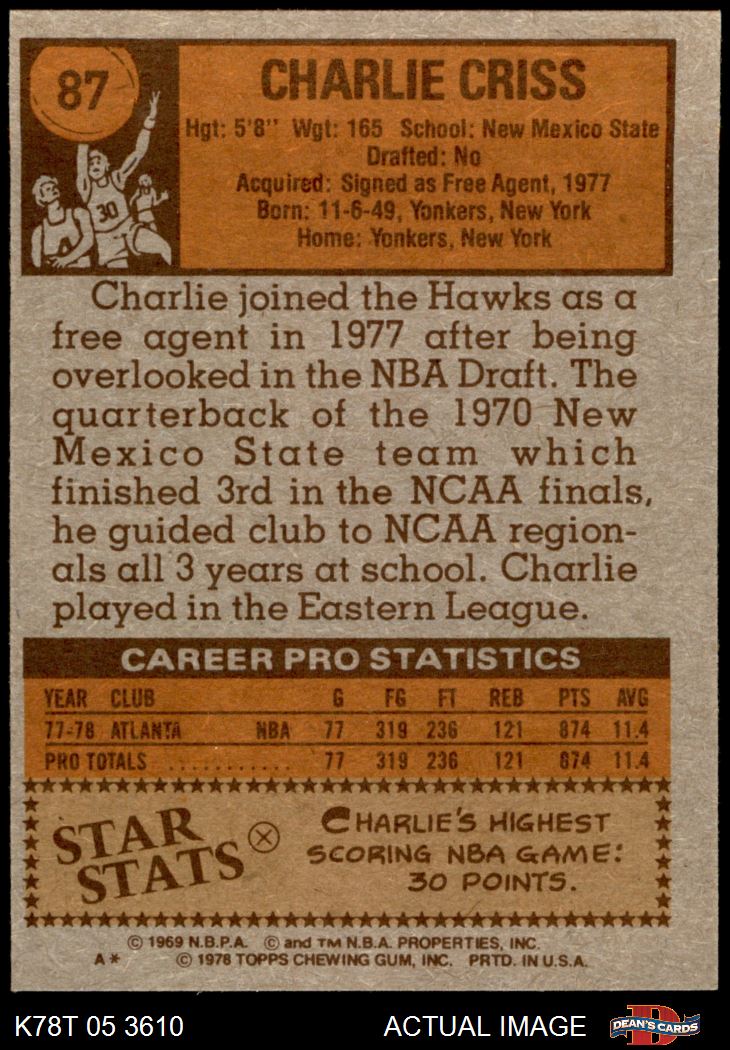 87
CHARLIE CRISS
Hgt: 5'8" Wgt: 165 School: New Mexico State
Drafted: No
Acquired: Signed as Free Agent, 1977
Born: 11-6-49, Yonkers, New York
Home: Yonkers, New York
30
Charlie joined the Hawks as a
free agent in 1977 after being
overlooked in the NBA Draft. The
quarterback of the 1970 New
Mexico State team which
finished 3rd in the NCAA finals,
he guided club to NCAA region-
als all 3 years at school. Charlie
played in the Eastern League.
CAREER PRO STATISTICS
YEAR CLUB G FG FT REB PTS AVG
77-78 ATLANTA NBA 77 319 236 121 874 11.4
PRO TOTALS ............ 77 319 236 121 874 11.4
STAR
STATS
CHARLIE'S HIGHEST
SCORING NBA GAME:
30 POINTS.
© 1969 N.B.P.A. © and TM N.B.A. PROPERTIES, INC.
A* © 1978 TOPPS CHEWING GUM, INC. PRTD. IN U.S.A.
K78T 05 3610 ACTUAL IMAGE D DEAN'S CARDS